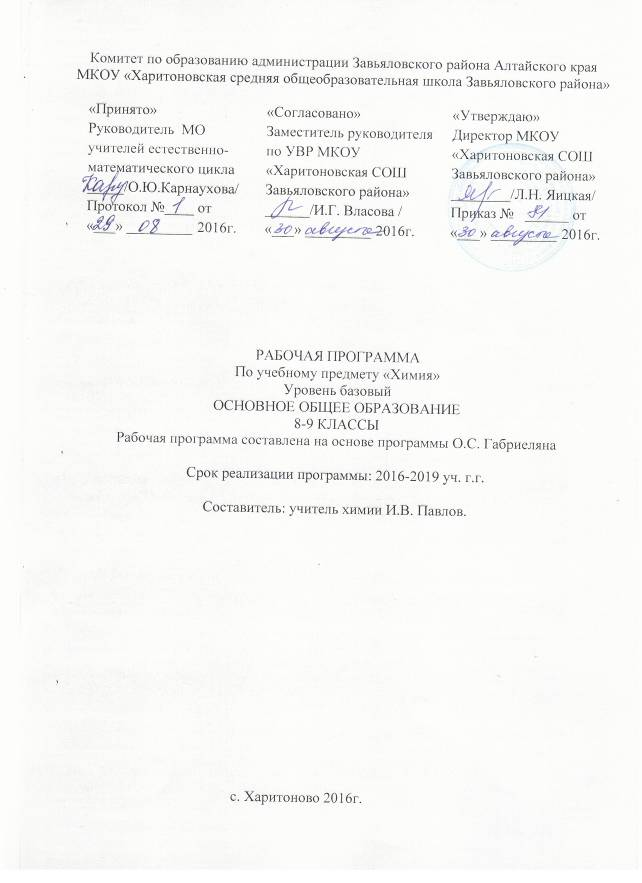 Комитет по образованию администрации Завьяловского района Алтайского края
МКОУ «Харитоновская средняя общеобразовательная школа Завьяловского района»
«Принято»
Руководитель МО
учителей естественно-
математического цикла
/О.Ю.Карнаухова/
Протокол № 1 от
«29» 08 2016г.
«Согласовано»
Заместитель руководителя
по УВР МКОУ
«Харитоновская СОШ
Завьяловского района»
/И.Г. Власова /
«30» августа 2016г.
«Утверждаю»
Директор МКОУ
«Харитоновская СОШ
Завьяловского района»
/Л.Н. Яицкая/
Приказ № 81 от
«30» августа 2016г.
РАБОЧАЯ ПРОГРАММА
По учебному предмету «Химия»
Уровень базовый
ОСНОВНОЕ ОБЩЕЕ ОБРАЗОВАНИЕ
8-9 КЛАССЫ
Рабочая программа составлена на основе программы О.С. Габриеляна
Срок реализации программы: 2016-2019 уч. г.г.
Составитель: учитель химии И.В. Павлов.
с. Харитоново 2016г.